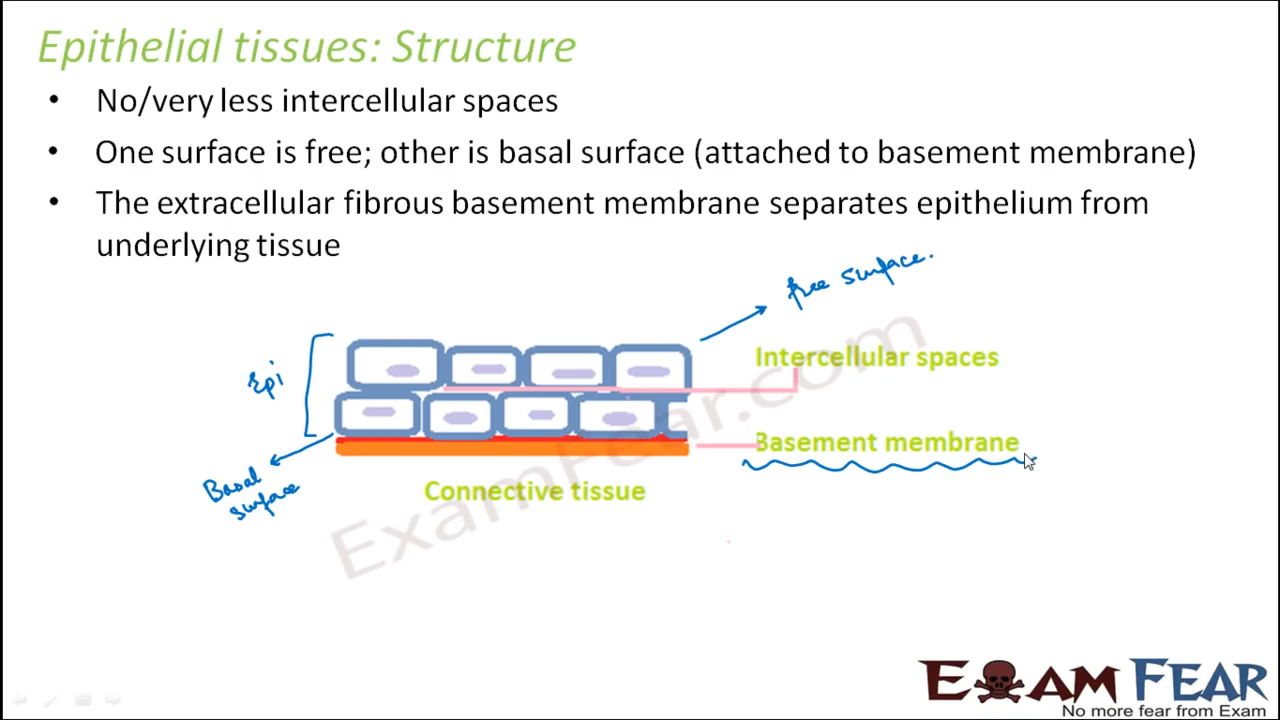 Epithelial tissues: Structure
• No/very less intercellular spaces
• One surface is free; other is basal surface (attached to basement membrane)
• The extracellular fibrous basement membrane separates epithelium from
underlying tissue
free surface.
Intercellular spaces
Epi
Basement membrane
Basal
surface
Connective tissue
ExamFear.com
EXAM FEAR
No more fear from Exam